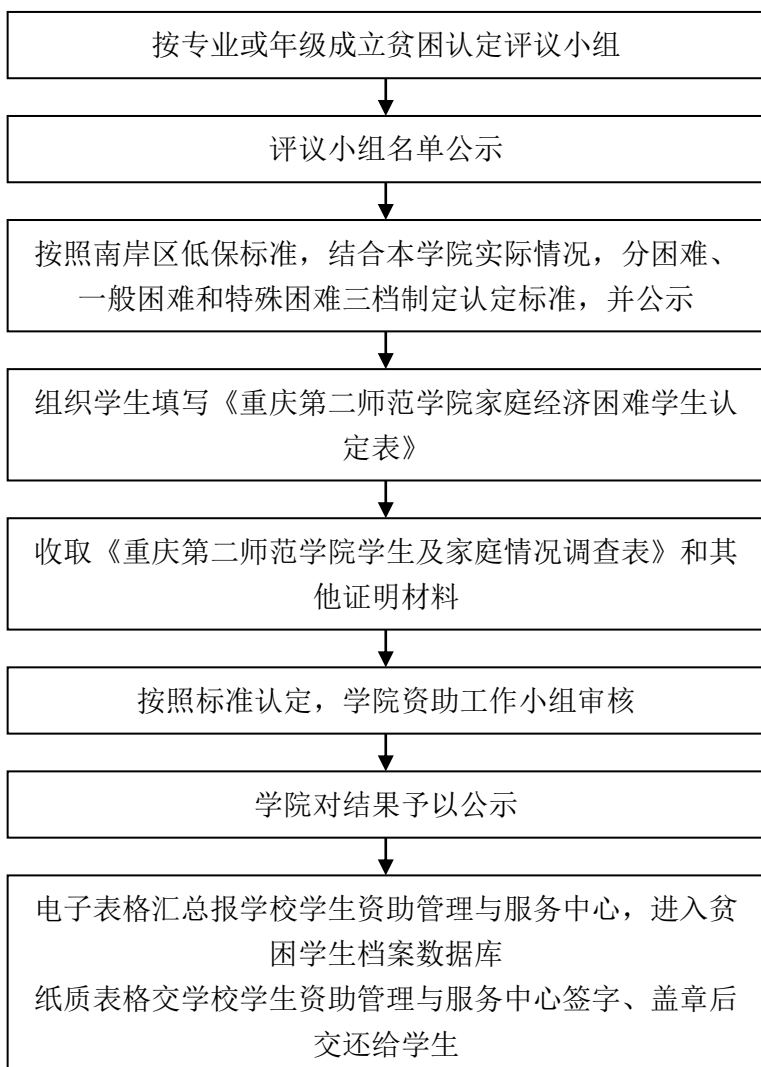 按专业或年级成立贫困认定评议小组
评议小组名单公示
按照南岸区低保标准，结合本学院实际情况，分困难、
一般困难和特殊困难三档制定认定标准，并公示
组织学生填写《重庆第二师范学院家庭经济困难学生认
定表》
收取《重庆第二师范学院学生及家庭情况调查表》和其
他证明材料
按照标准认定，学院资助工作小组审核
学院对结果予以公示
电子表格汇总报学校学生资助管理与服务中心，进入贫
困学生档案数据库
纸质表格交学校学生资助管理与服务中心签字、盖章后
交还给学生